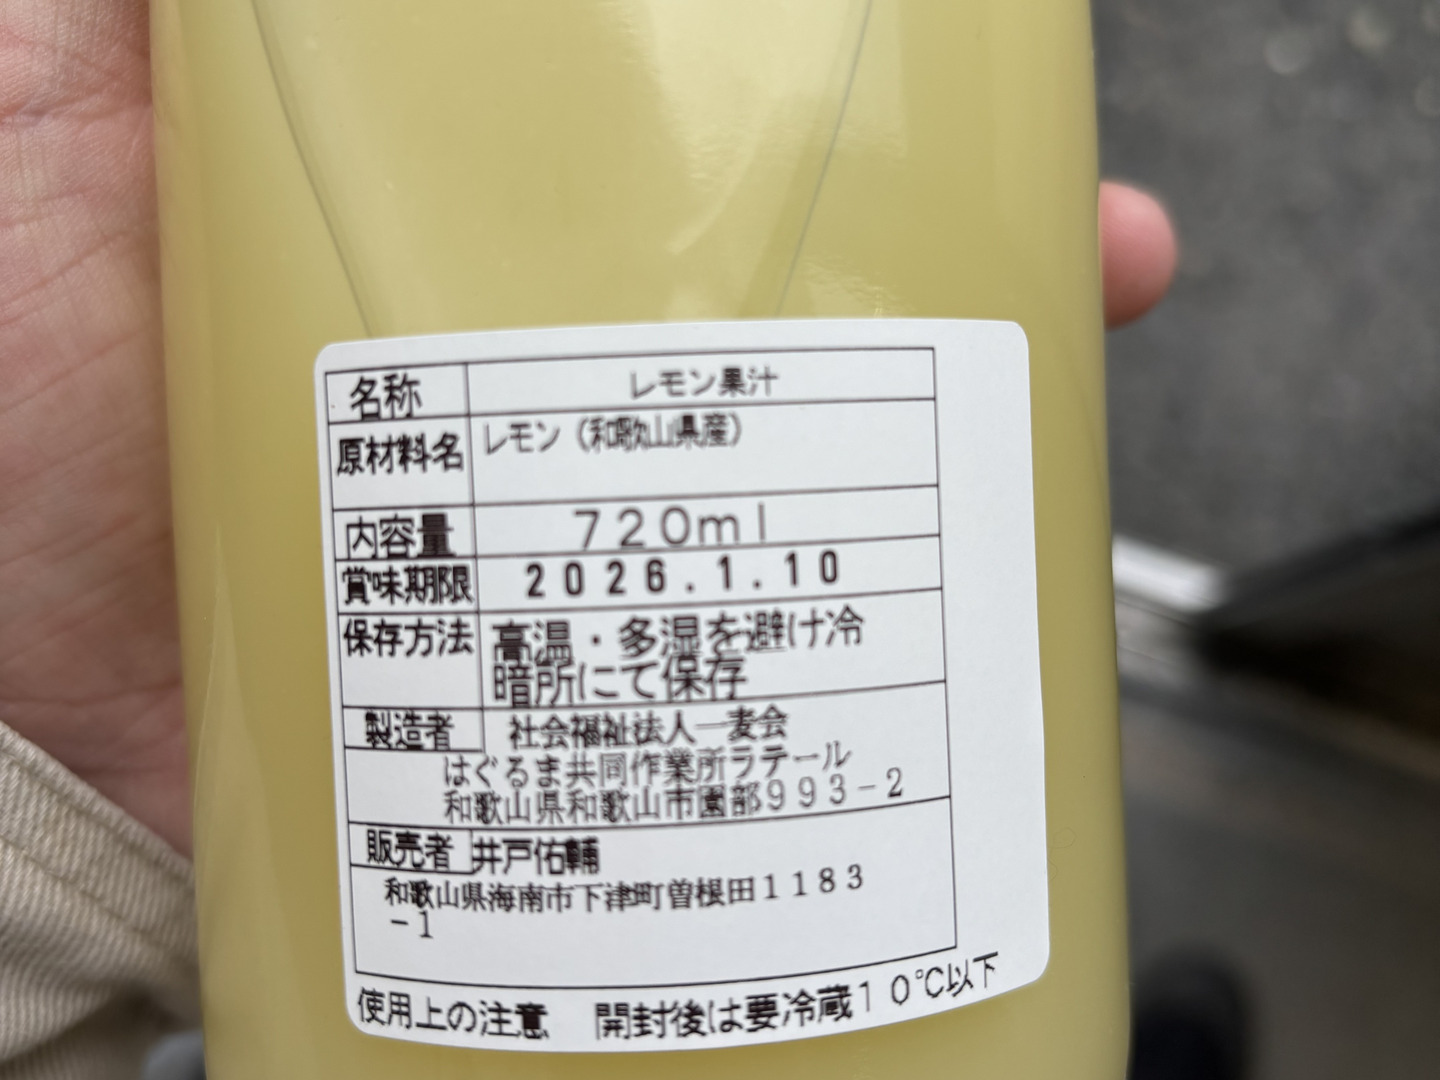 名称 レモン果汁
原材料名 レモン（和歌山県産）
内容量 720ml
賞味期限 2026.1.10
保存方法 高温・多湿を避け冷
暗所にて保存
製造者 社会福祉法人一麦会
はぐるま共同作業所ラテール
和歌山県和歌山市園部993-2
販売者 井戸佑輔
和歌山県海南市下津町曽根田1183
-1
使用上の注意 開封後は要冷蔵10℃以下